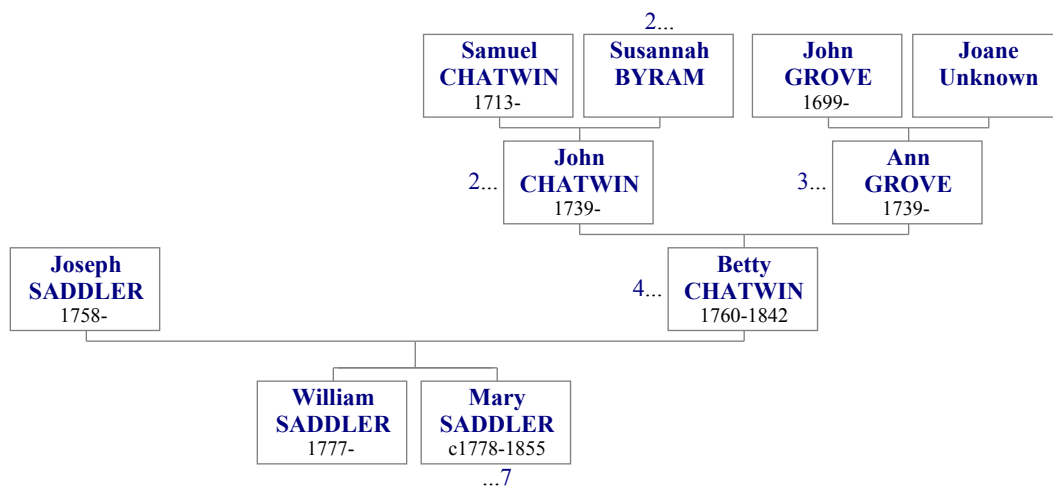 2...
Samuel
CHATWIN
1713-
Susannah
BYRAM
John
GROVE
1699-
Joane
Unknown
2...
John
CHATWIN
1739-
3...
Ann
GROVE
1739-
Joseph
SADDLER
1758-
4...
Betty
CHATWIN
1760-1842
William
SADDLER
1777-
Mary
SADDLER
c1778-1855
...7